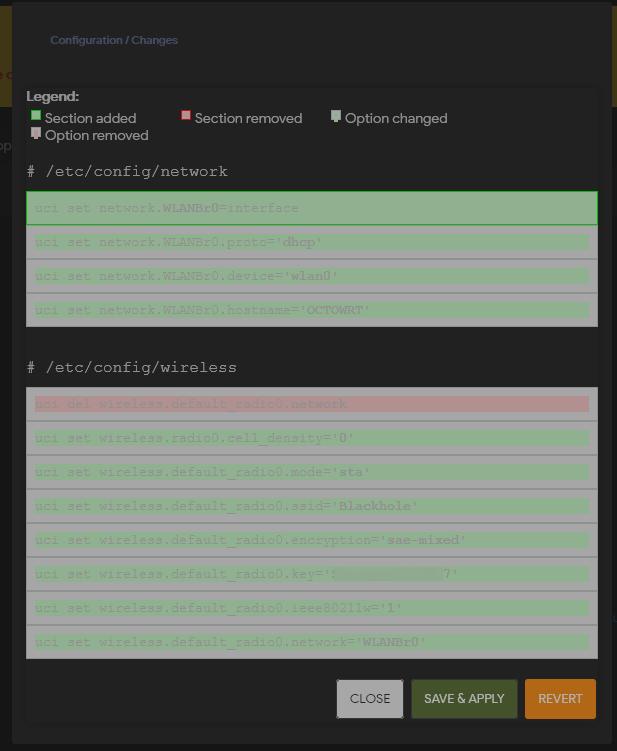 Configuration / Changes
Legend:
Section added Section removed Option changed
Option removed
# /etc/config/network
uci set network.WLANBr0=interface
uci set network.WLANBr0.proto='dhcp'
uci set network.WLANBr0.device='wlan0'
uci set network.WLANBr0.hostname='OCTOWRT'
# /etc/config/wireless
uci del wireless.default_radio0.network
uci set wireless.radio0.cell_density='0'
uci set wireless.default_radio0.mode='sta'
uci set wireless.default_radio0.ssid='Blackhole'
uci set wireless.default_radio0.encryption='sae-mixed'
uci set wireless.default_radio0.key=' 7'
uci set wireless.default_radio0.ieee80211w='1'
uci set wireless.default_radio0.network='WLANBr0'
CLOSE SAVE & APPLY REVERT